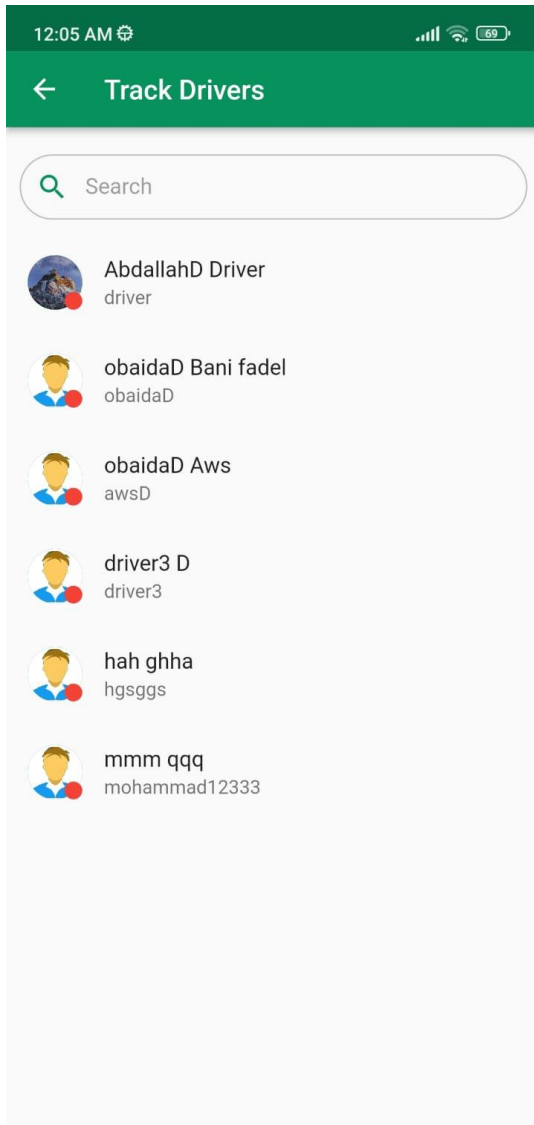 12:05 AM
69
Track Drivers
Search
AbdallahD Driver
driver
obaidaD Bani fadel
obaidaD
obaidaD Aws
awsD
driver3 D
driver3
hah ghha
hgsggs
mmm qqq
mohammad12333